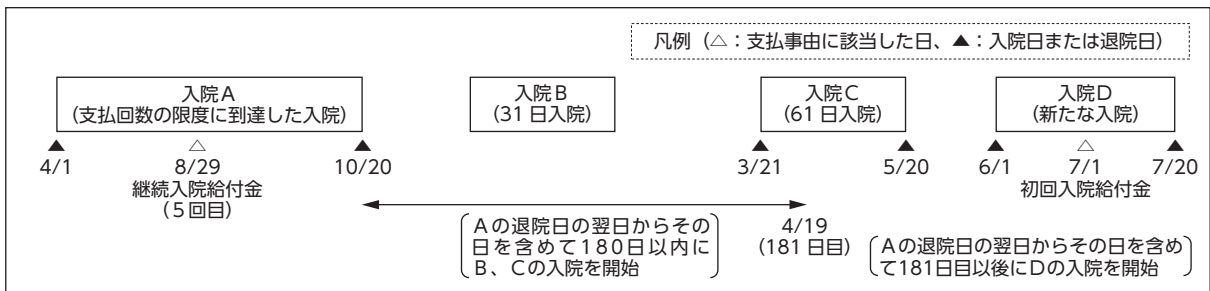 凡例（△：支払事由に該当した日、▲：入院日または退院日）
入院A
（支払回数の限度に到達した入院）
入院B
（31日入院）
入院C
（61日入院）
入院D
（新たな入院）
▲ △ ▲ ▲ ▲ ▲ △ ▲
4/1 8/29 10/20 3/21 5/20 6/1 7/1 7/20
継続入院給付金
（5回目）
初回入院給付金
Aの退院日の翌日からその
日を含めて180日以内に
B、Cの入院を開始
4/19
（181日目）
Aの退院日の翌日からその日を含め
て181日目以後にDの入院を開始